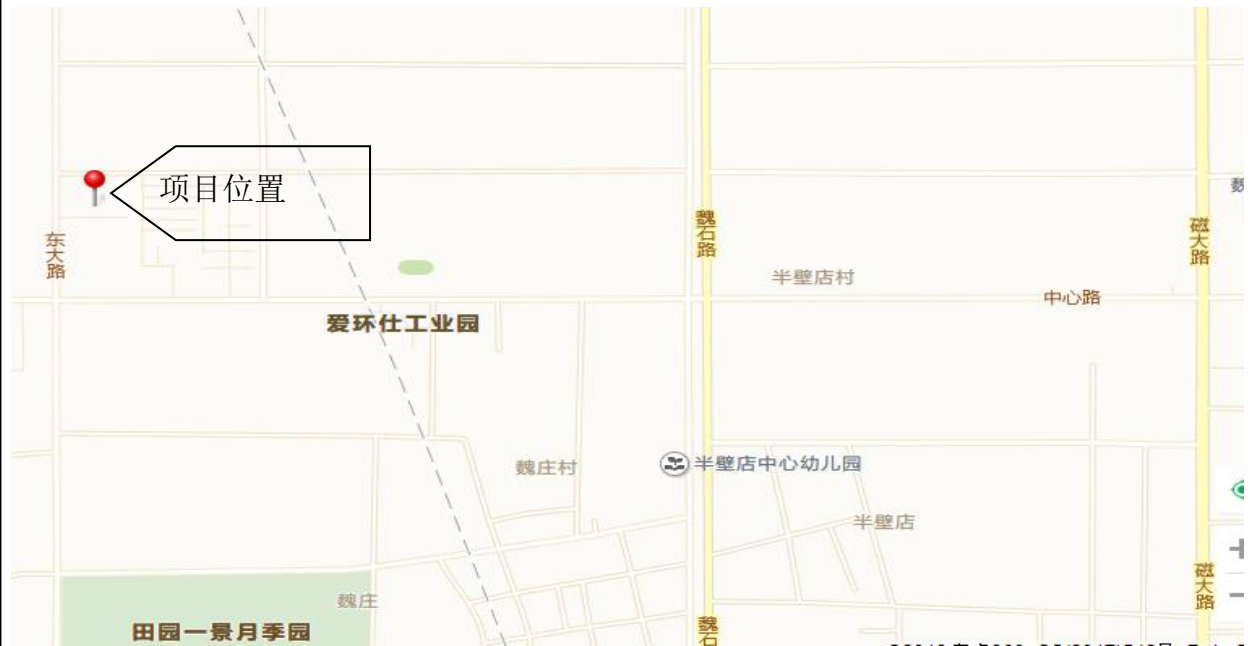 项目位置
魏石路
磁大路
东大路
半壁店村
中心路
爱环仕工业园
魏庄村
半壁店中心幼儿园
半壁店
磁大路
魏庄
田园一景月季园
魏石